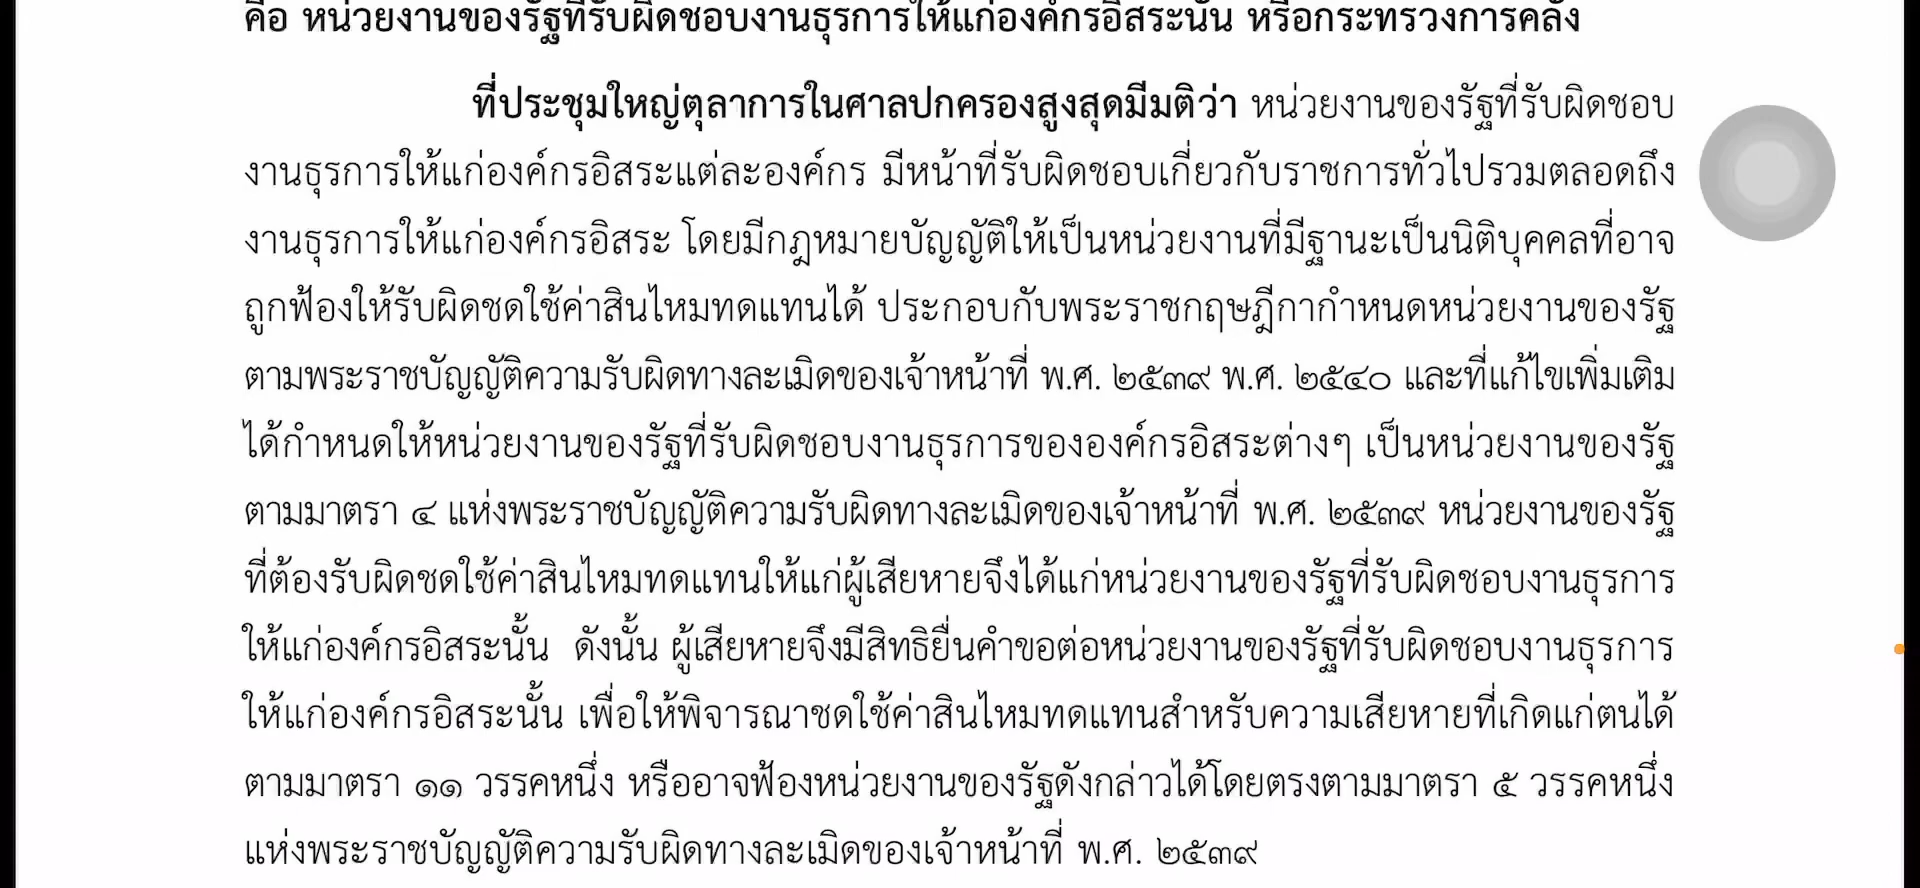 คือ หน่วยงานของรัฐที่รับผิดชอบงานธุรการให้แก่องค์กรอิสระนั้น หรือกระทรวงการคลัง
ที่ประชุมใหญ่ตุลาการในศาลปกครองสูงสุดมีมติว่า หน่วยงานของรัฐที่รับผิดชอบ
งานธุรการให้แก่องค์กรอิสระแต่ละองค์กร มีหน้าที่รับผิดชอบเกี่ยวกับราชการทั่วไปรวมตลอดถึง
งานธุรการให้แก่องค์กรอิสระ โดยมีกฎหมายบัญญัติให้เป็นหน่วยงานที่มีฐานะเป็นนิติบุคคลที่อาจ
ถูกฟ้องให้รับผิดชดใช้ค่าสินไหมทดแทนได้ ประกอบกับพระราชกฤษฎีกากำหนดหน่วยงานของรัฐ
ตามพระราชบัญญัติความรับผิดทางละเมิดของเจ้าหน้าที่ พ.ศ. ๒๕๓๙ พ.ศ. ๒๕๔๐ และที่แก้ไขเพิ่มเติม
ได้กำหนดให้หน่วยงานของรัฐที่รับผิดชอบงานธุรการขององค์กรอิสระต่างๆ เป็นหน่วยงานของรัฐ
ตามมาตรา ๔ แห่งพระราชบัญญัติความรับผิดทางละเมิดของเจ้าหน้าที่ พ.ศ. ๒๕๓๙ หน่วยงานของรัฐ
ที่ต้องรับผิดชดใช้ค่าสินไหมทดแทนให้แก่ผู้เสียหายจึงได้แก่หน่วยงานของรัฐที่รับผิดชอบงานธุรการ
ให้แก่องค์กรอิสระนั้น ดังนั้น ผู้เสียหายจึงมีสิทธิยื่นคำขอต่อหน่วยงานของรัฐที่รับผิดชอบงานธุรการ
ให้แก่องค์กรอิสระนั้น เพื่อให้พิจารณาชดใช้ค่าสินไหมทดแทนสำหรับความเสียหายที่เกิดแก่ตนได้
ตามมาตรา ๑๑ วรรคหนึ่ง หรืออาจฟ้องหน่วยงานของรัฐดังกล่าวได้โดยตรงตามมาตรา ๕ วรรคหนึ่ง
แห่งพระราชบัญญัติความรับผิดทางละเมิดของเจ้าหน้าที่ พ.ศ. ๒๕๓๙